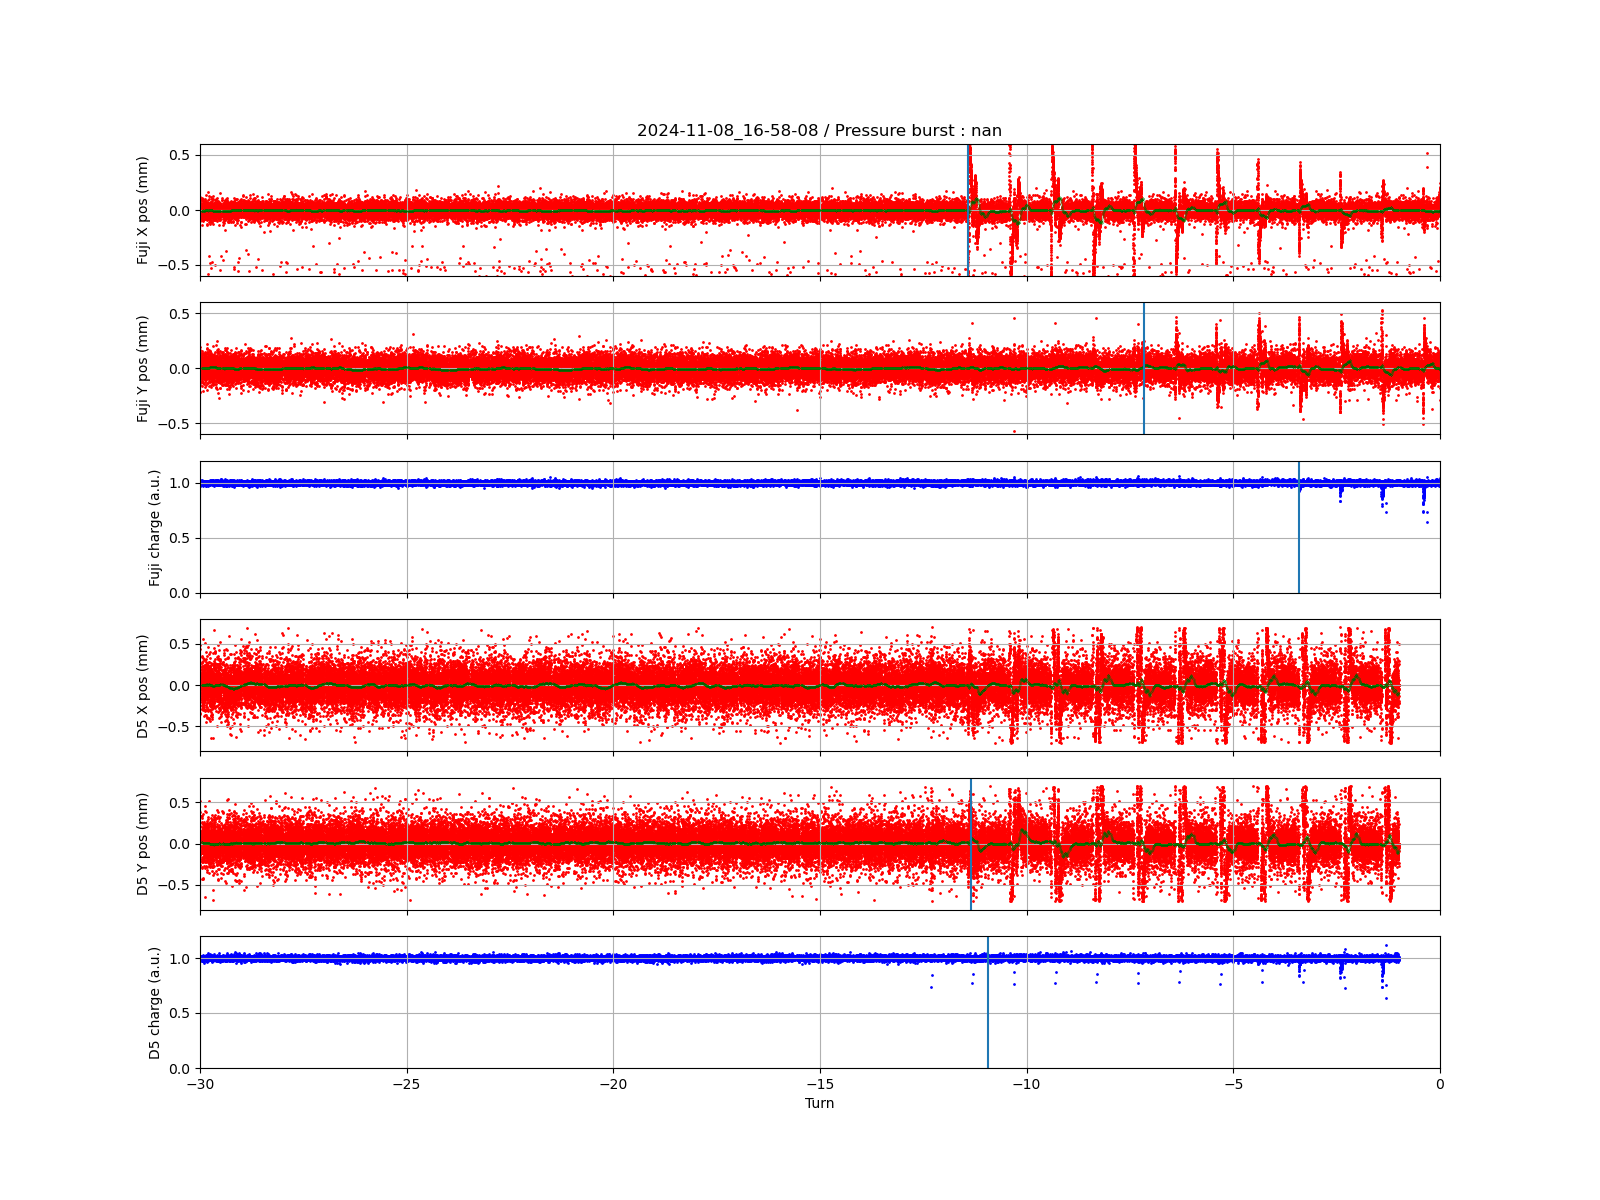 2024-11-08_16-58-08 / Pressure burst : nan
Fuji X pos (mm)
0.5
0.0
−0.5
Fuji Y pos (mm)
0.5
0.0
−0.5
Fuji charge (a.u.)
1.0
0.5
0.0
D5 X pos (mm)
0.5
0.0
−0.5
D5 Y pos (mm)
0.5
0.0
−0.5
D5 charge (a.u.)
1.0
0.5
0.0
−30 −25 −20 −15 −10 −5 0
Turn